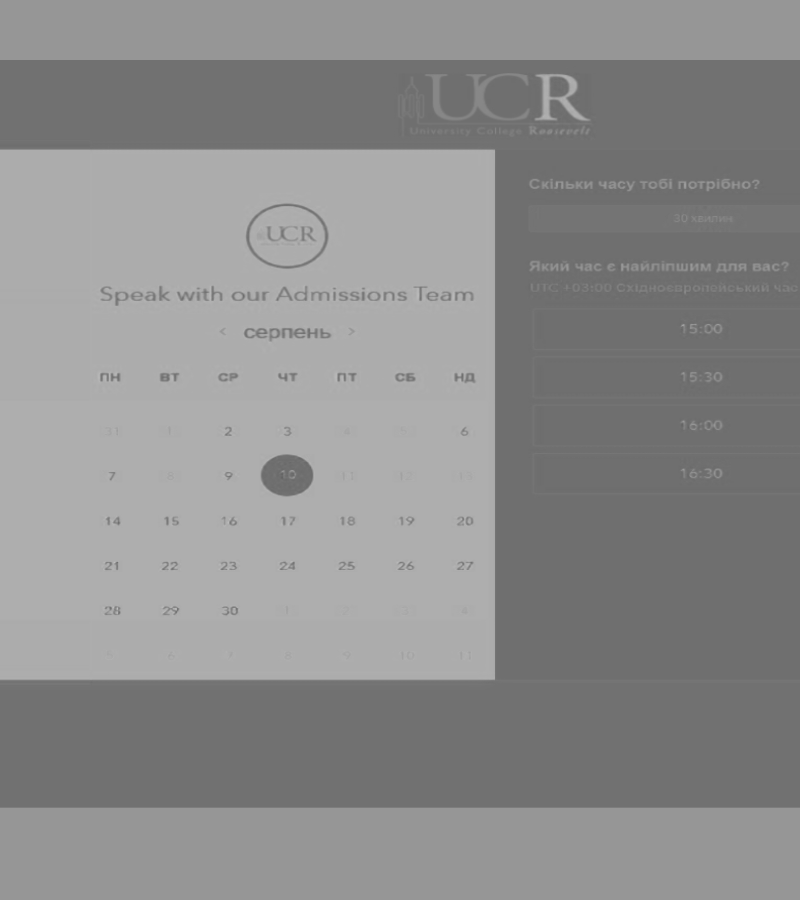 UCR
University College Roosevelt
UCR
Speak with our Admissions Team
< серпень >
ПН ВТ СР ЧТ ПТ СБ НД
31 1 2 3 4 5 6
7 8 9 10 11 12 13
14 15 16 17 18 19 20
21 22 23 24 25 26 27
28 29 30 1 2 3 4
5 6 7 8 9 10 11
Скільки часу тобі потрібно?
30 хвилин
Який час є найліпшим для вас?
UTC +03:00 Східноєвропейський час
15:00
15:30
16:00
16:30